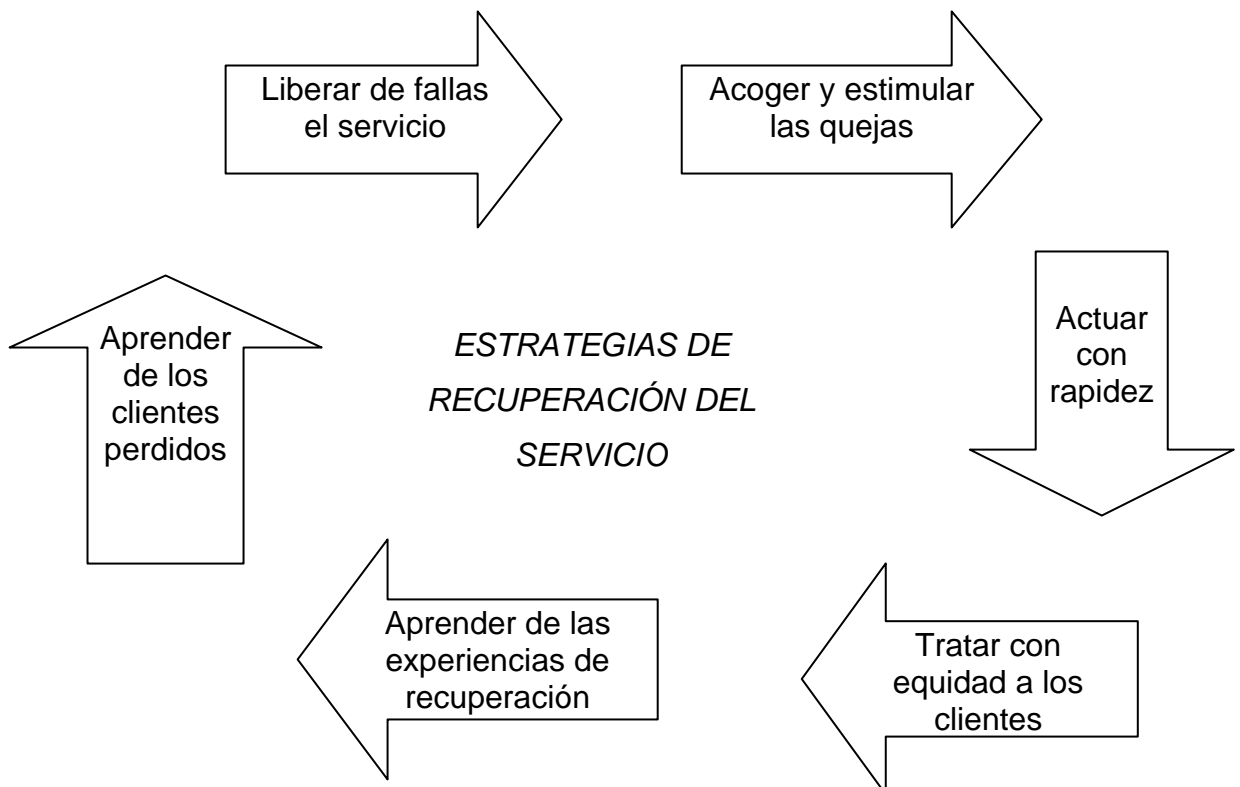 Liberar de fallas
el servicio
Acoger y estimular
las quejas
Actuar
con
rapidez
Tratar con
equidad a los
clientes
Aprender de las
experiencias de
recuperación
Aprender
de los
clientes
perdidos
ESTRATEGIAS DE
RECUPERACIÓN DEL
SERVICIO